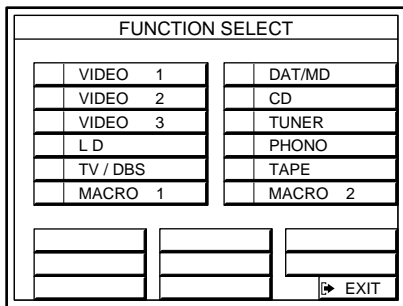 FUNCTION SELECT
VIDEO 1
VIDEO 2
VIDEO 3
L D
TV / DBS
MACRO 1
DAT/MD
CD
TUNER
PHONO
TAPE
MACRO 2
EXIT